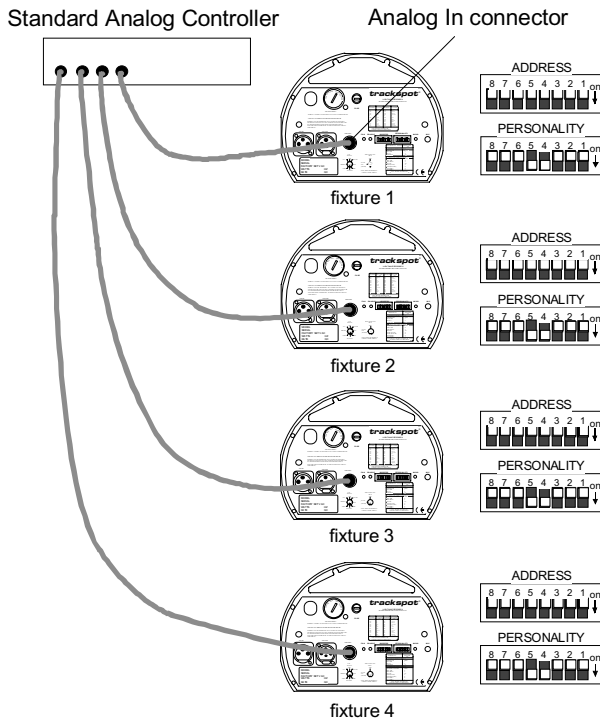 Standard Analog Controller
Analog In connector
trackspot
fixture 1
ADDRESS
8 7 6 5 4 3 2 1 on
PERSONALITY
8 7 6 5 4 3 2 1 on
trackspot
fixture 2
ADDRESS
8 7 6 5 4 3 2 1 on
PERSONALITY
8 7 6 5 4 3 2 1 on
trackspot
fixture 3
ADDRESS
8 7 6 5 4 3 2 1 on
PERSONALITY
8 7 6 5 4 3 2 1 on
trackspot
fixture 4
ADDRESS
8 7 6 5 4 3 2 1 on
PERSONALITY
8 7 6 5 4 3 2 1 on